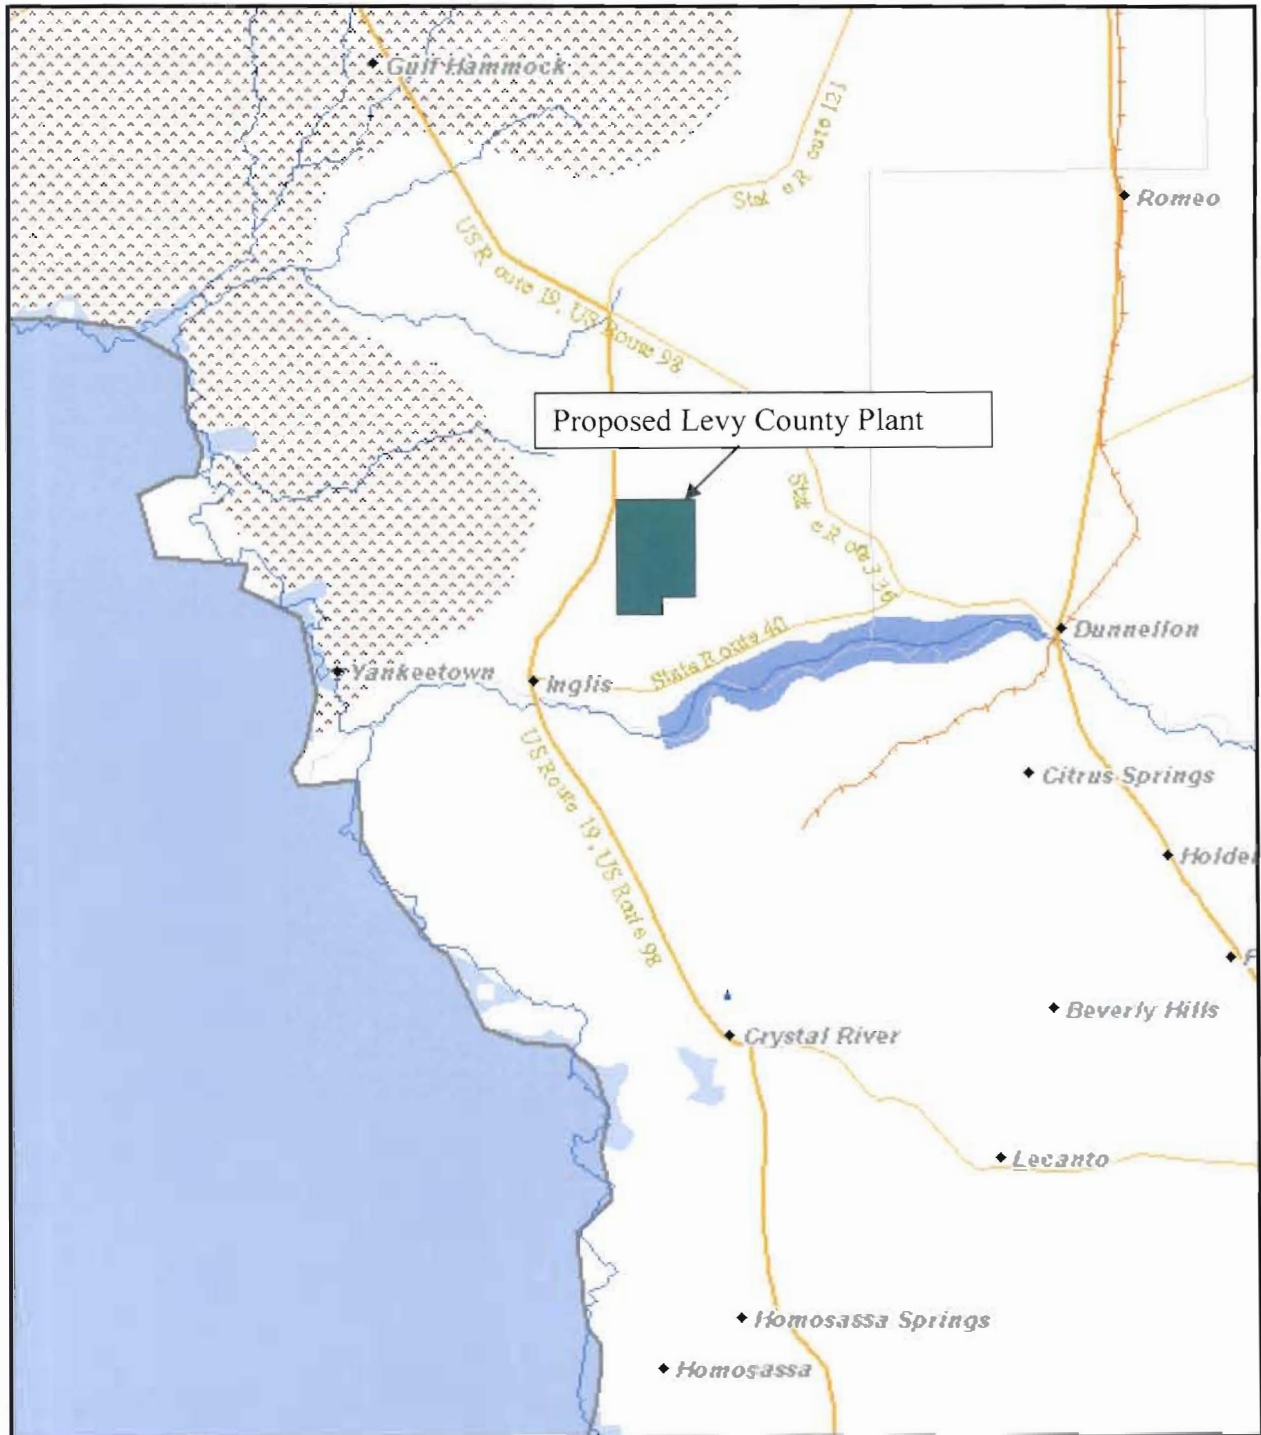 Gulf Hammock
State Route 121
Romeo
US Route 19, US Route 98
Proposed Levy County Plant
State Route 336
Dunnellon
State Route 40
Yankeetown
Inglis
US Route 19, US Route 98
Citrus Springs
Holde
F
Beverly Hills
Crystal River
Lecanto
Homosassa Springs
Homosassa